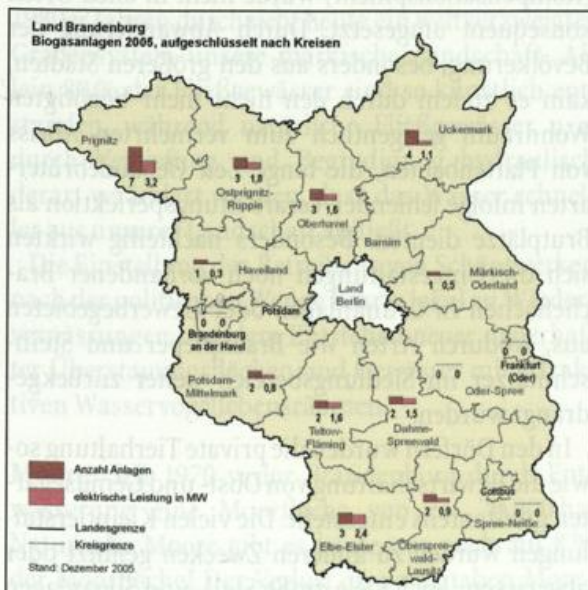 Land Brandenburg
Biogasanlagen 2005, aufgeschlüsselt nach Kreisen
Prignitz
7 3,2
Ostprignitz-
Ruppin
3 1,8
Uckermark
4 1,1
Oberhavel
3 1,6
Barnim
Havelland
1 0,3
Land
Berlin
Märkisch-
Oderland
1 0,5
Potsdam
0 0
Brandenburg
an der Havel
0 0
Frankfurt
(Oder)
Oder-Spree
0 0
Potsdam-
Mittelmark
2 0,8
Teltow-
Fläming
2 1,6
Dahme-
Spreewald
2 1,5
Cottbus
Spree-Neiße
0 0
Elbe-Elster
3 2,4
Oberspree-
wald-
Lausitz
2 0,9
Anzahl Anlagen
elektrische Leistung in MW
Landesgrenze
Kreisgrenze
Stand: Dezember 2005